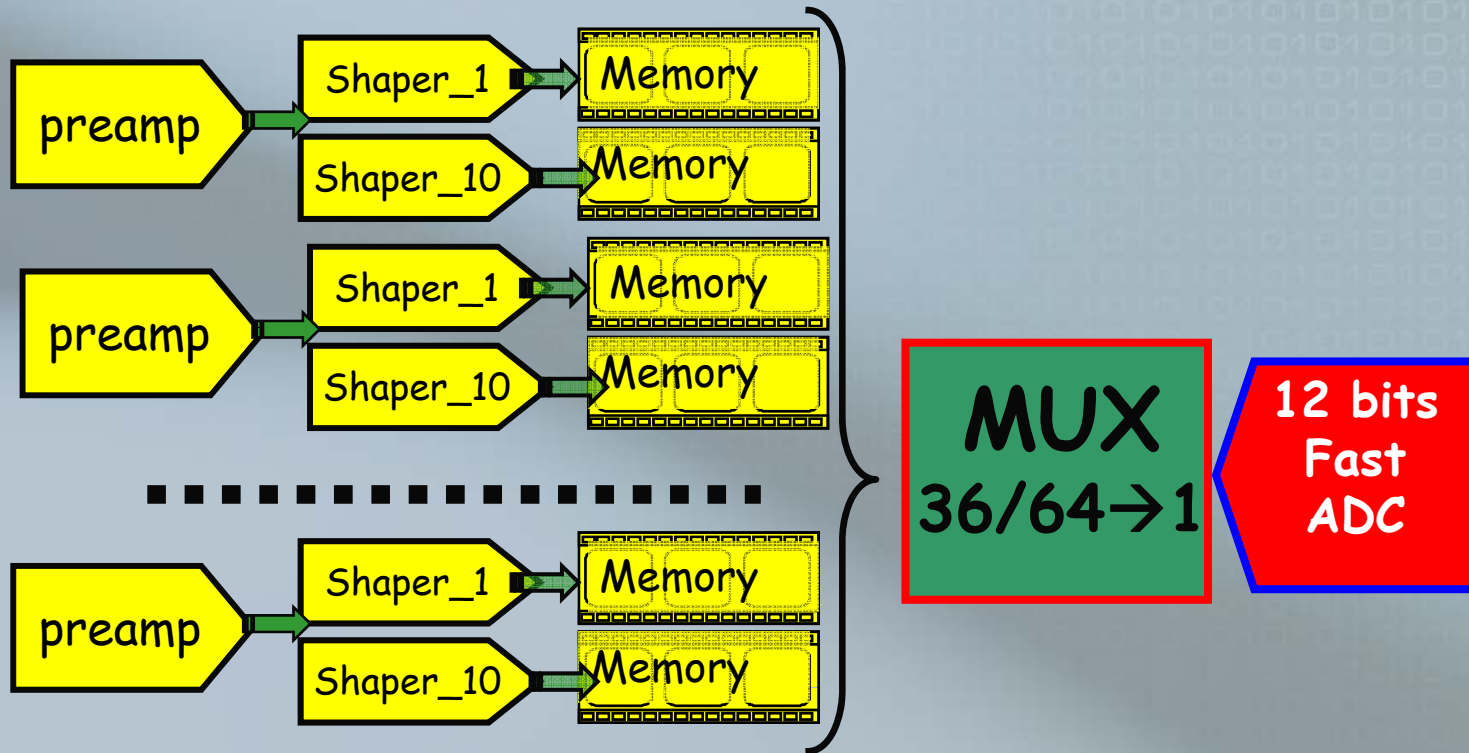 preamp
Shaper_1
Memory
Shaper_10
Memory
preamp
Shaper_1
Memory
Shaper_10
Memory
preamp
Shaper_1
Memory
Shaper_10
Memory
MUX
36/64→1
12 bits
Fast
ADC